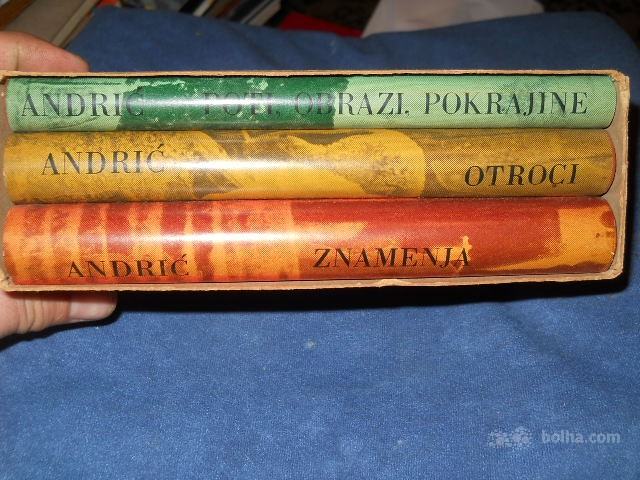 ANDRIĆ POTI, OBRAZI, POKRAJINE
ANDRIĆ OTROCI
ANDRIĆ ZNAMENJA
bolha.com